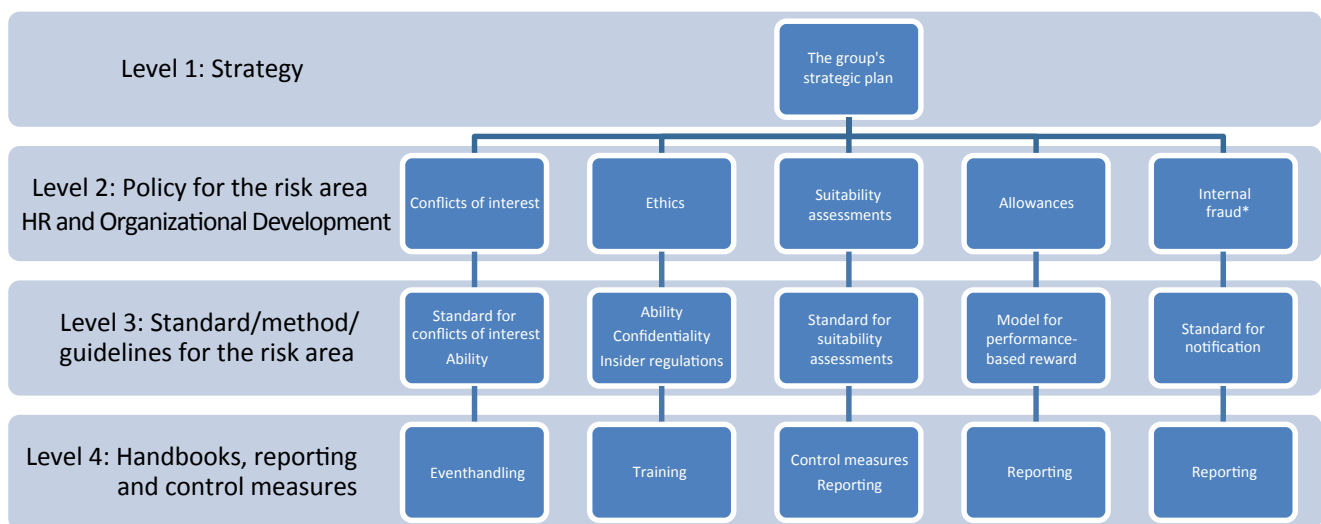 Level 1: Strategy
The group's
strategic plan
Level 2: Policy for the risk area
HR and Organizational Development
Conflicts of interest
Ethics
Suitability
assessments
Allowances
Internal
fraud*
Level 3: Standard/method/
guidelines for the risk area
Standard for
conflicts of interest
Ability
Ability
Confidentiality
Insider regulations
Standard for
suitability
assessments
Model for
performance-
based reward
Standard for
notification
Level 4: Handbooks, reporting
and control measures
Eventhandling
Training
Control measures
Reporting
Reporting
Reporting